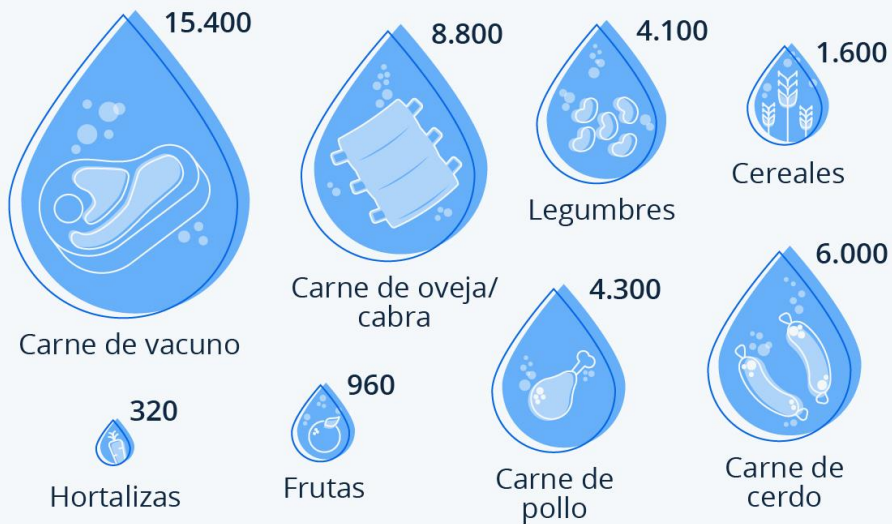 15.400
Carne de vacuno
8.800
Carne de oveja/
cabra
4.100
Legumbres
1.600
Cereales
320
Hortalizas
960
Frutas
4.300
Carne de
pollo
6.000
Carne de
cerdo